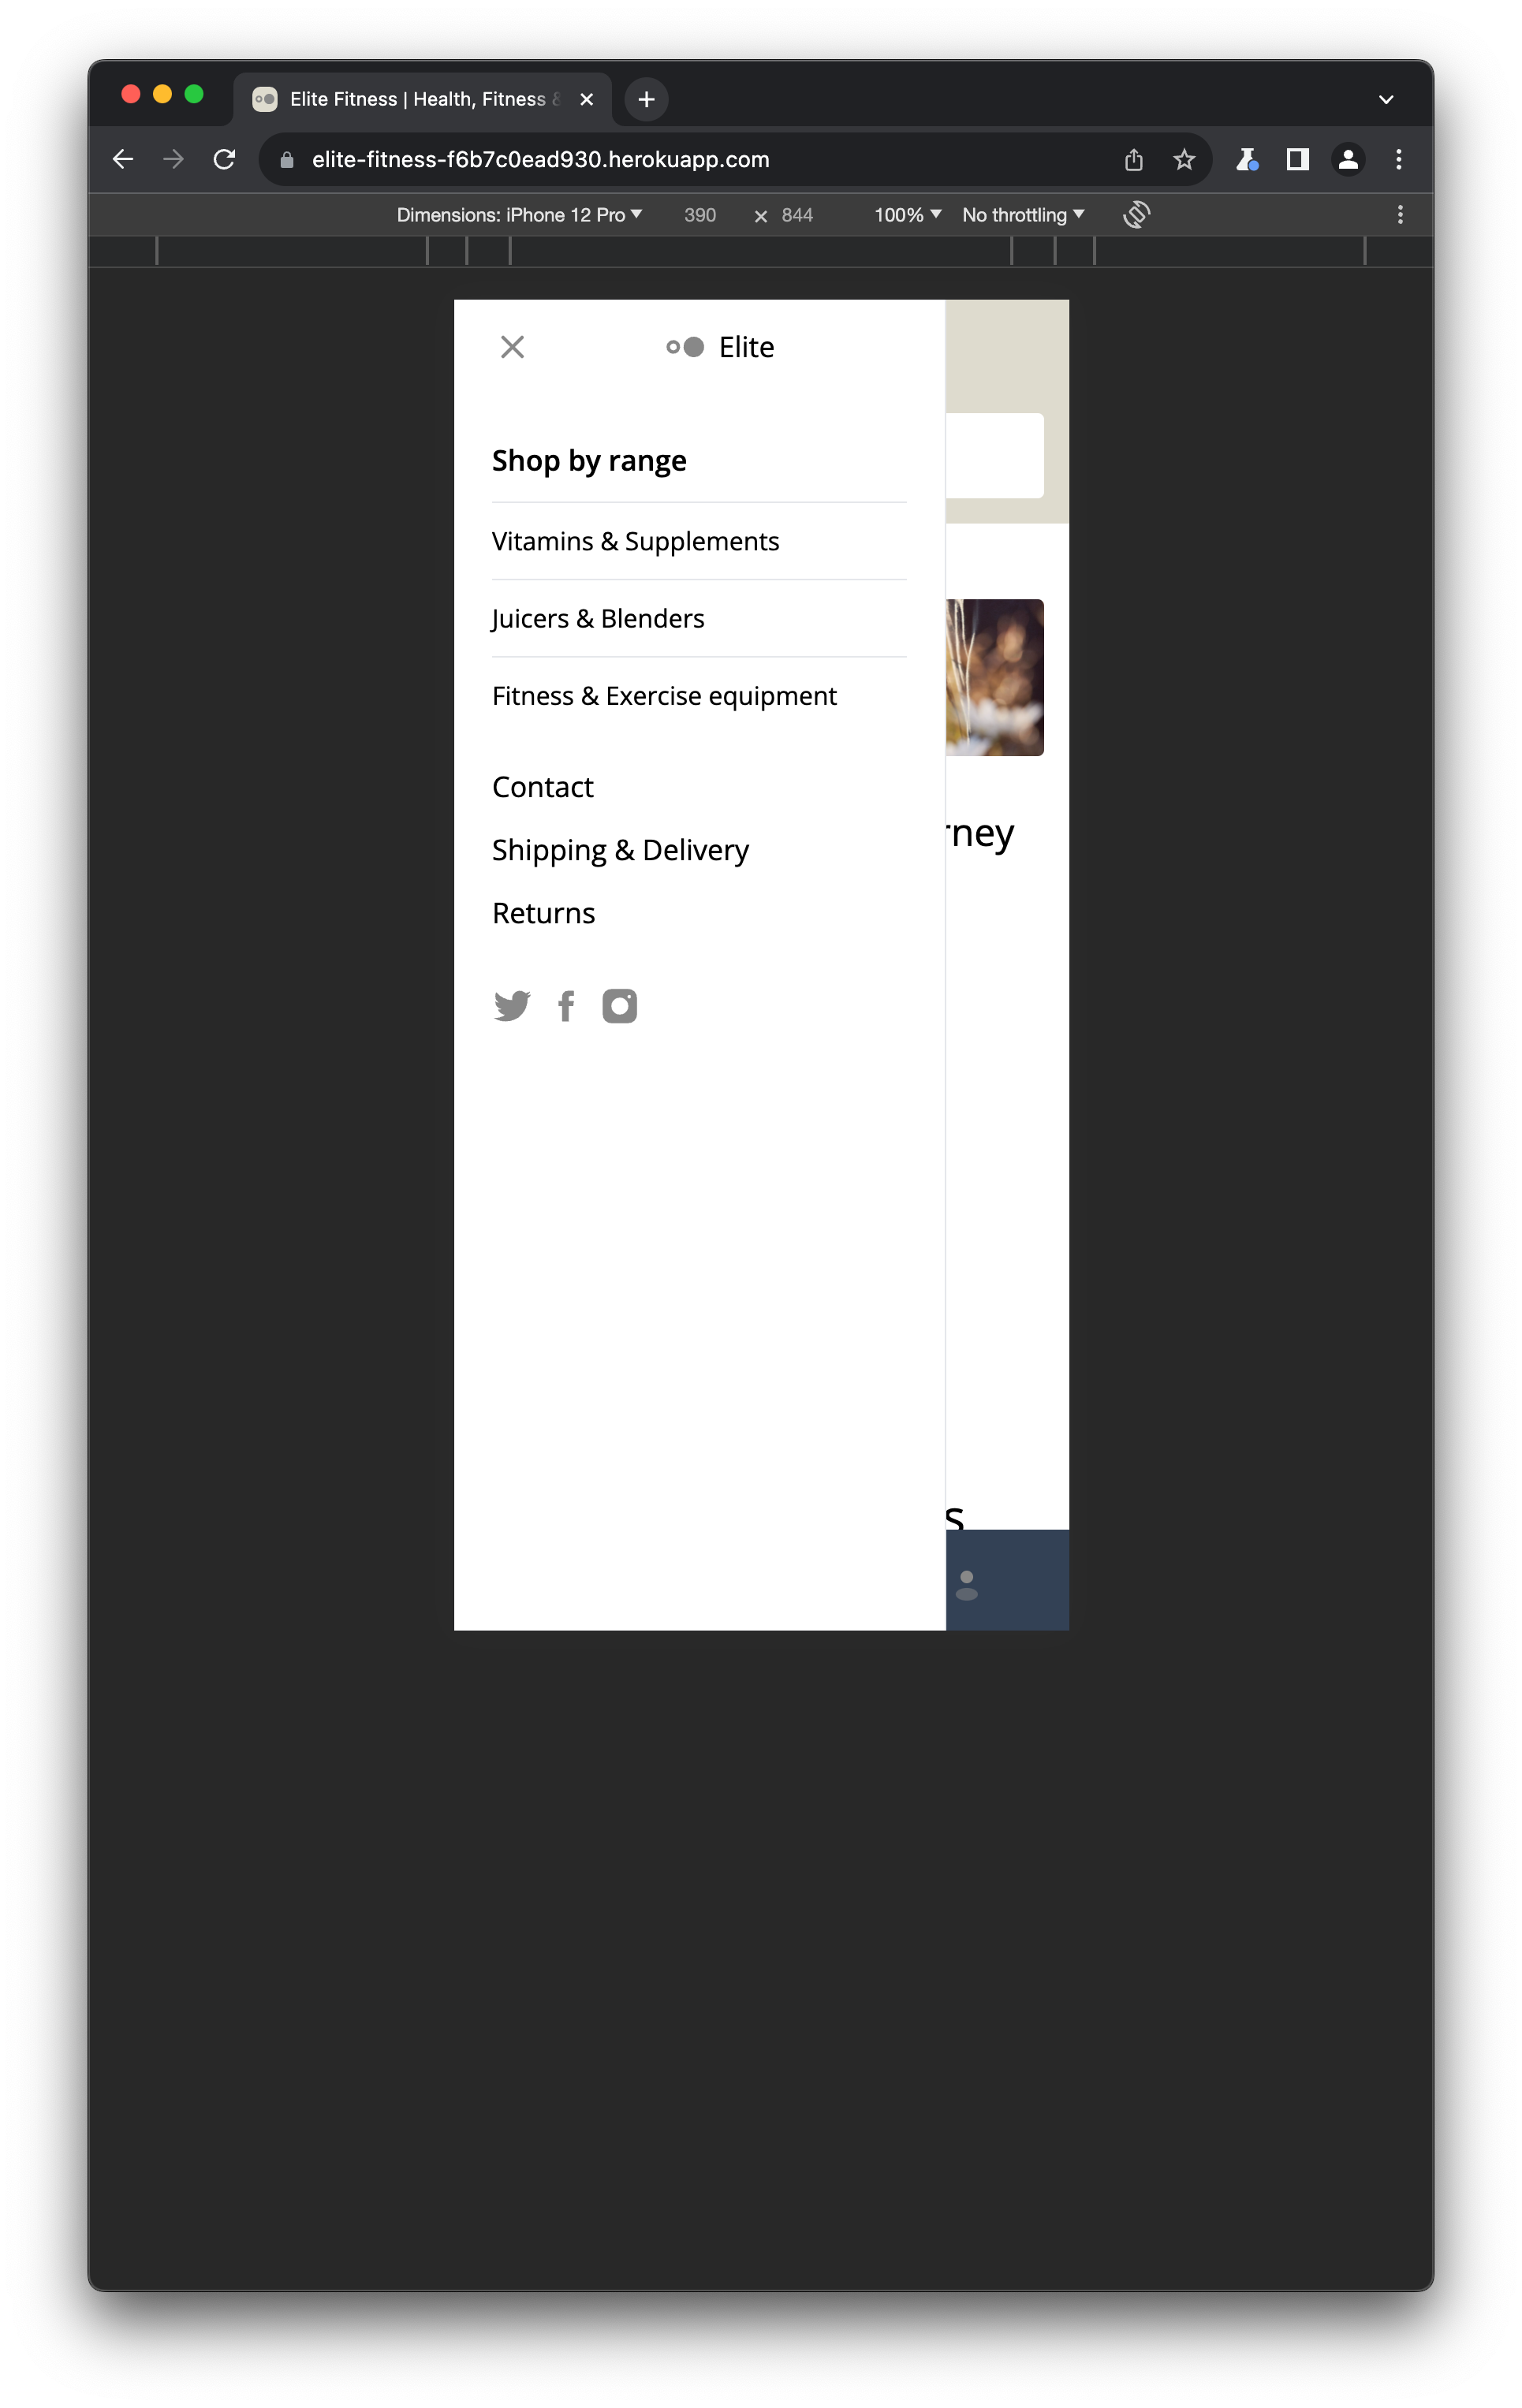 Elite Fitness | Health, Fitness &
elite-fitness-f6b7c0ead930.herokuapp.com
Dimensions: iPhone 12 Pro 390 × 844 100% No throttling
Elite
Shop by range
Vitamins & Supplements
Juicers & Blenders
Fitness & Exercise equipment
Contact
Shipping & Delivery
rney
Returns
s